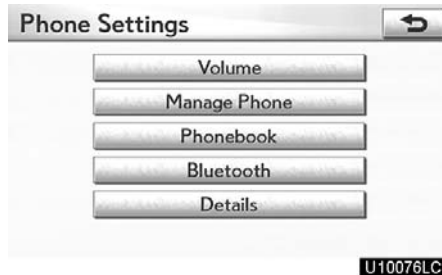 Phone Settings
Volume
Manage Phone
Phonebook
Bluetooth
Details
U10076LC